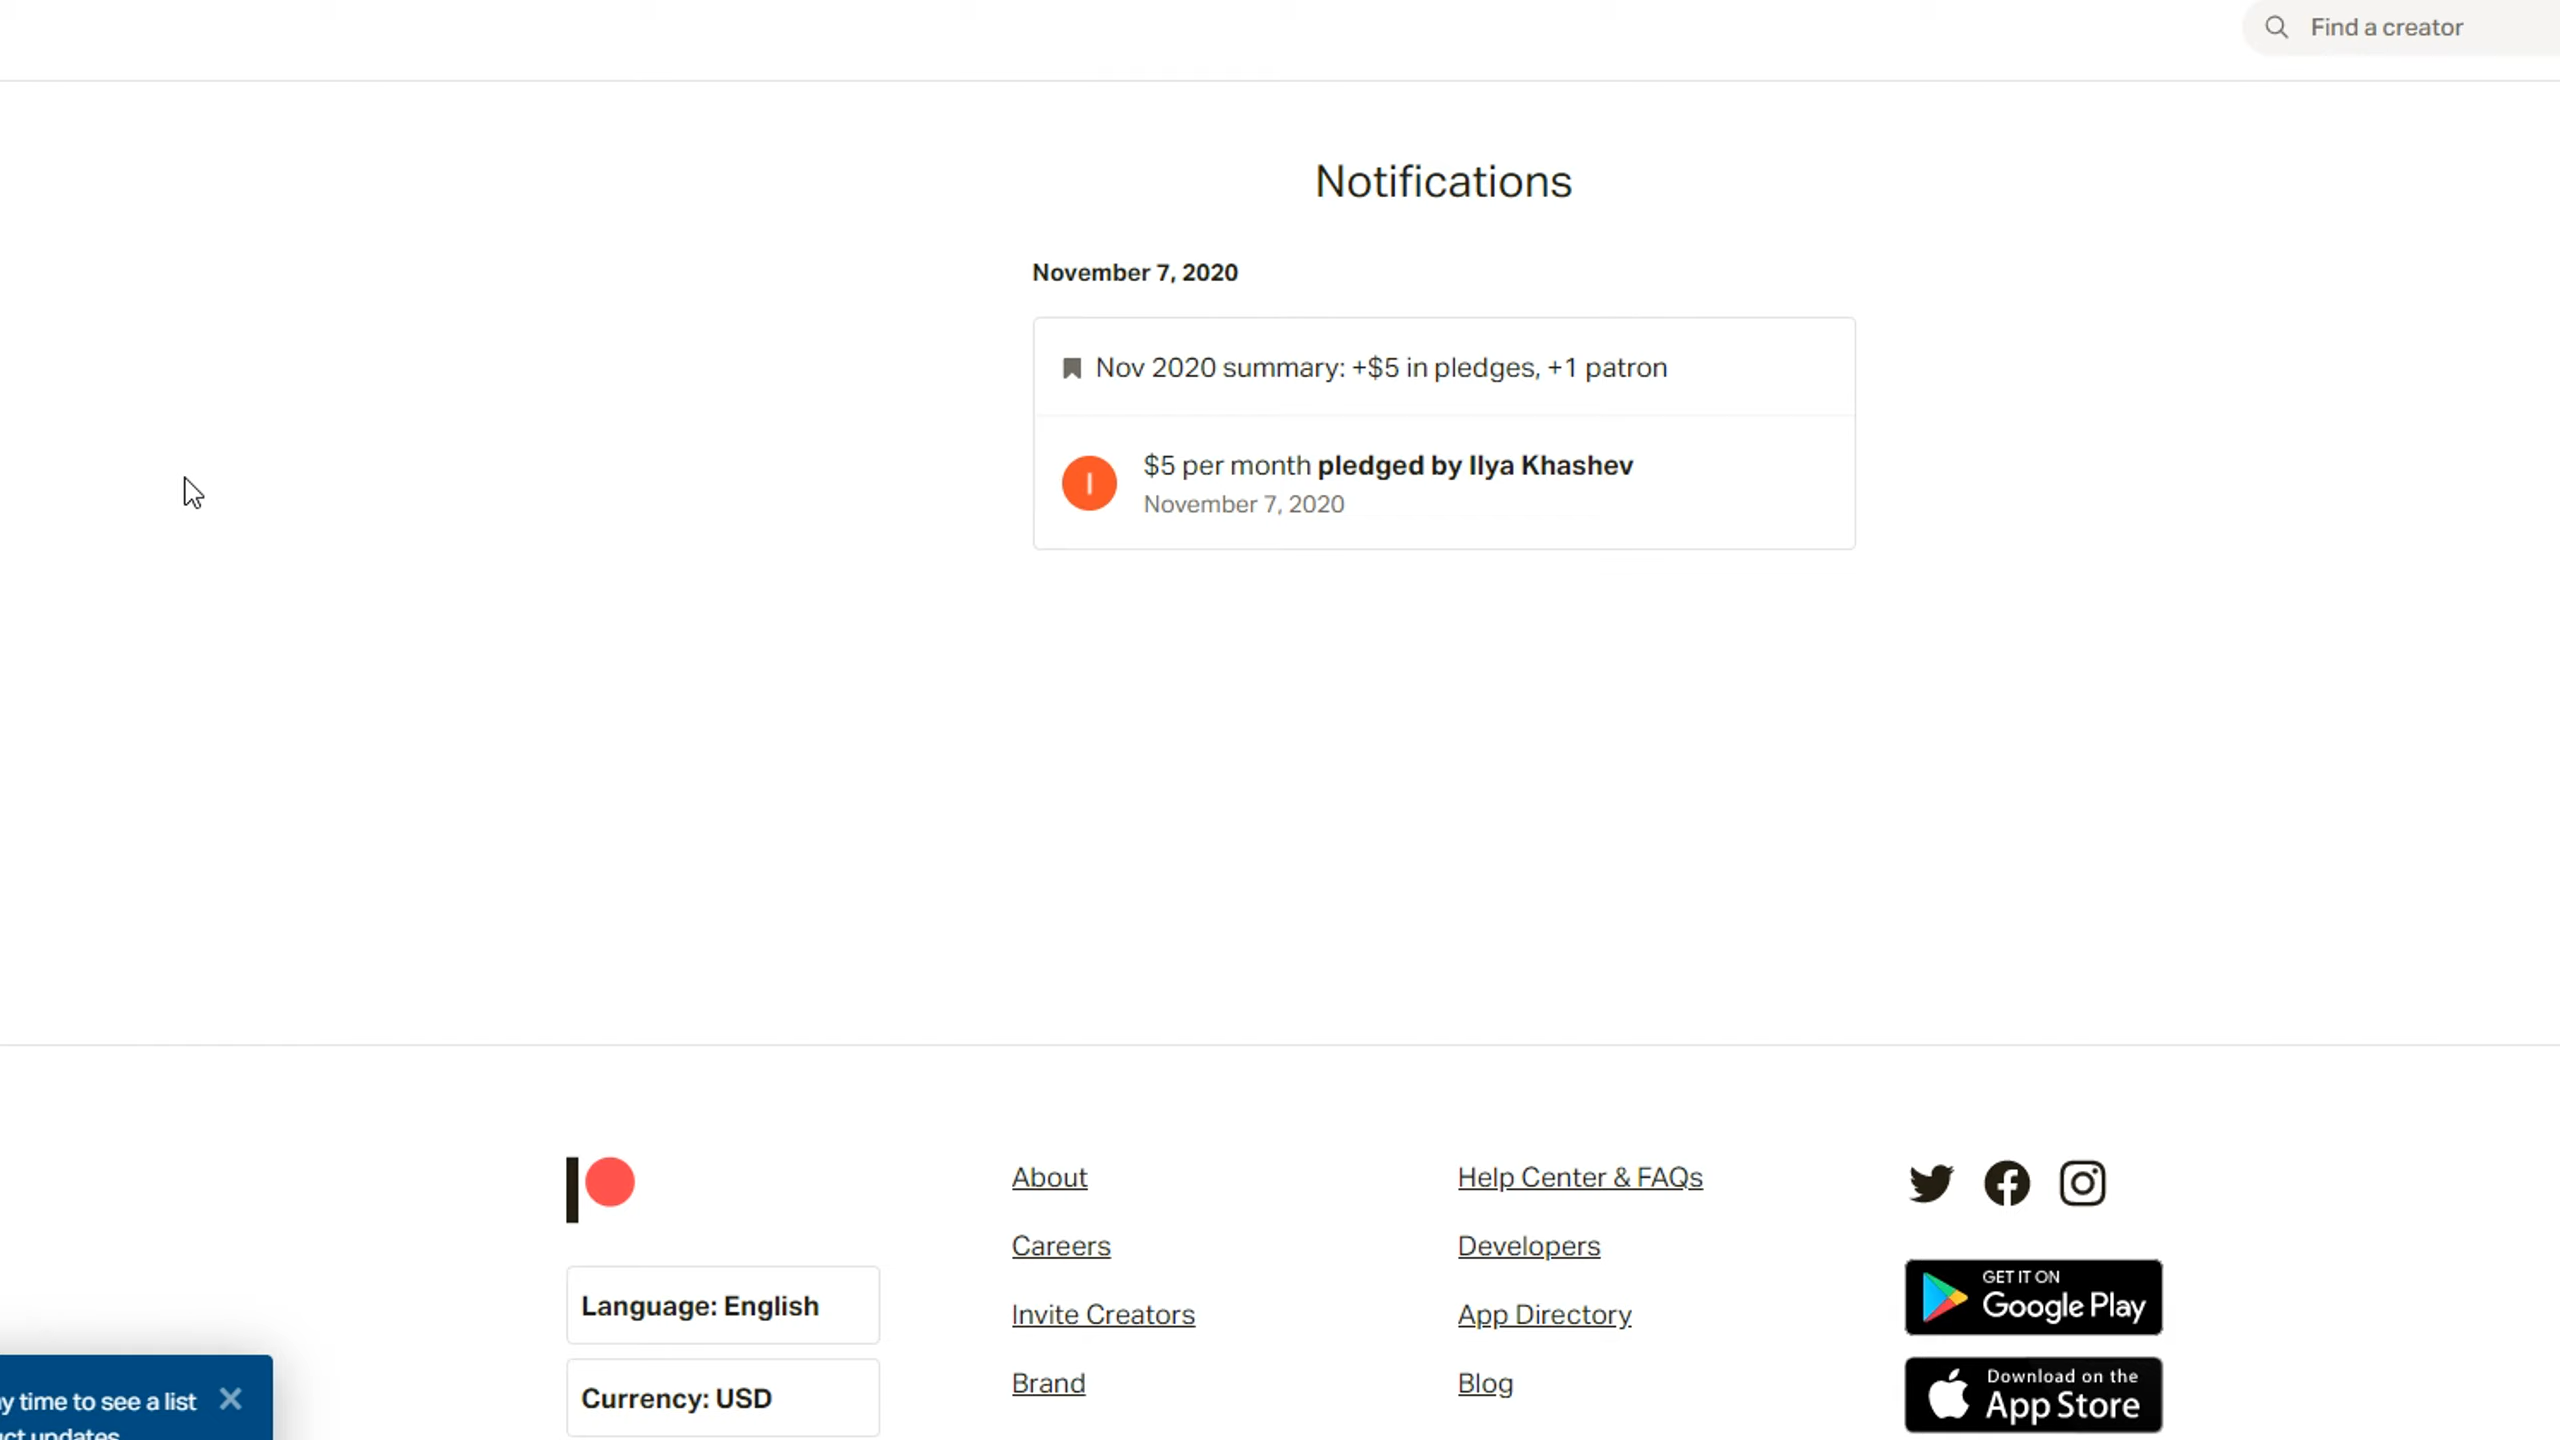 Find a creator
Notifications
November 7, 2020
Nov 2020 summary: +$5 in pledges, +1 patron
I
$5 per month pledged by Ilya Khashev
November 7, 2020
About
Careers
Invite Creators
Brand
Help Center & FAQs
Developers
App Directory
Blog
Language: English
Currency: USD
GET IT ON
Google Play
Download on the
App Store
y time to see a list
ct updates